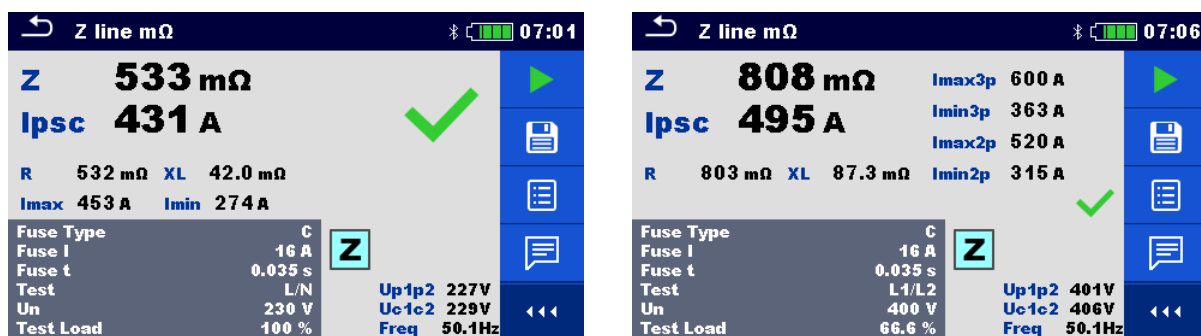 Z line mΩ 07:01
Z 533 mΩ
Ipsc 431 A
R 532 mΩ XL 42.0 mΩ
Imax 453 A Imin 274 A
Fuse Type C
Fuse I 16 A
Fuse t 0.035 s
Test L/N
Un 230 V
Test Load 100 %
Z
Up1p2 227V
Uc1c2 229V
Freq 50.1Hz
Z line mΩ 07:06
Z 808 mΩ
Ipsc 495 A
Imax3p 600 A
Imin3p 363 A
Imax2p 520 A
R 803 mΩ XL 87.3 mΩ Imin2p 315 A
Fuse Type C
Fuse I 16 A
Fuse t 0.035 s
Test L1/L2
Un 400 V
Test Load 66.6 %
Z
Up1p2 401V
Uc1c2 406V
Freq 50.1Hz